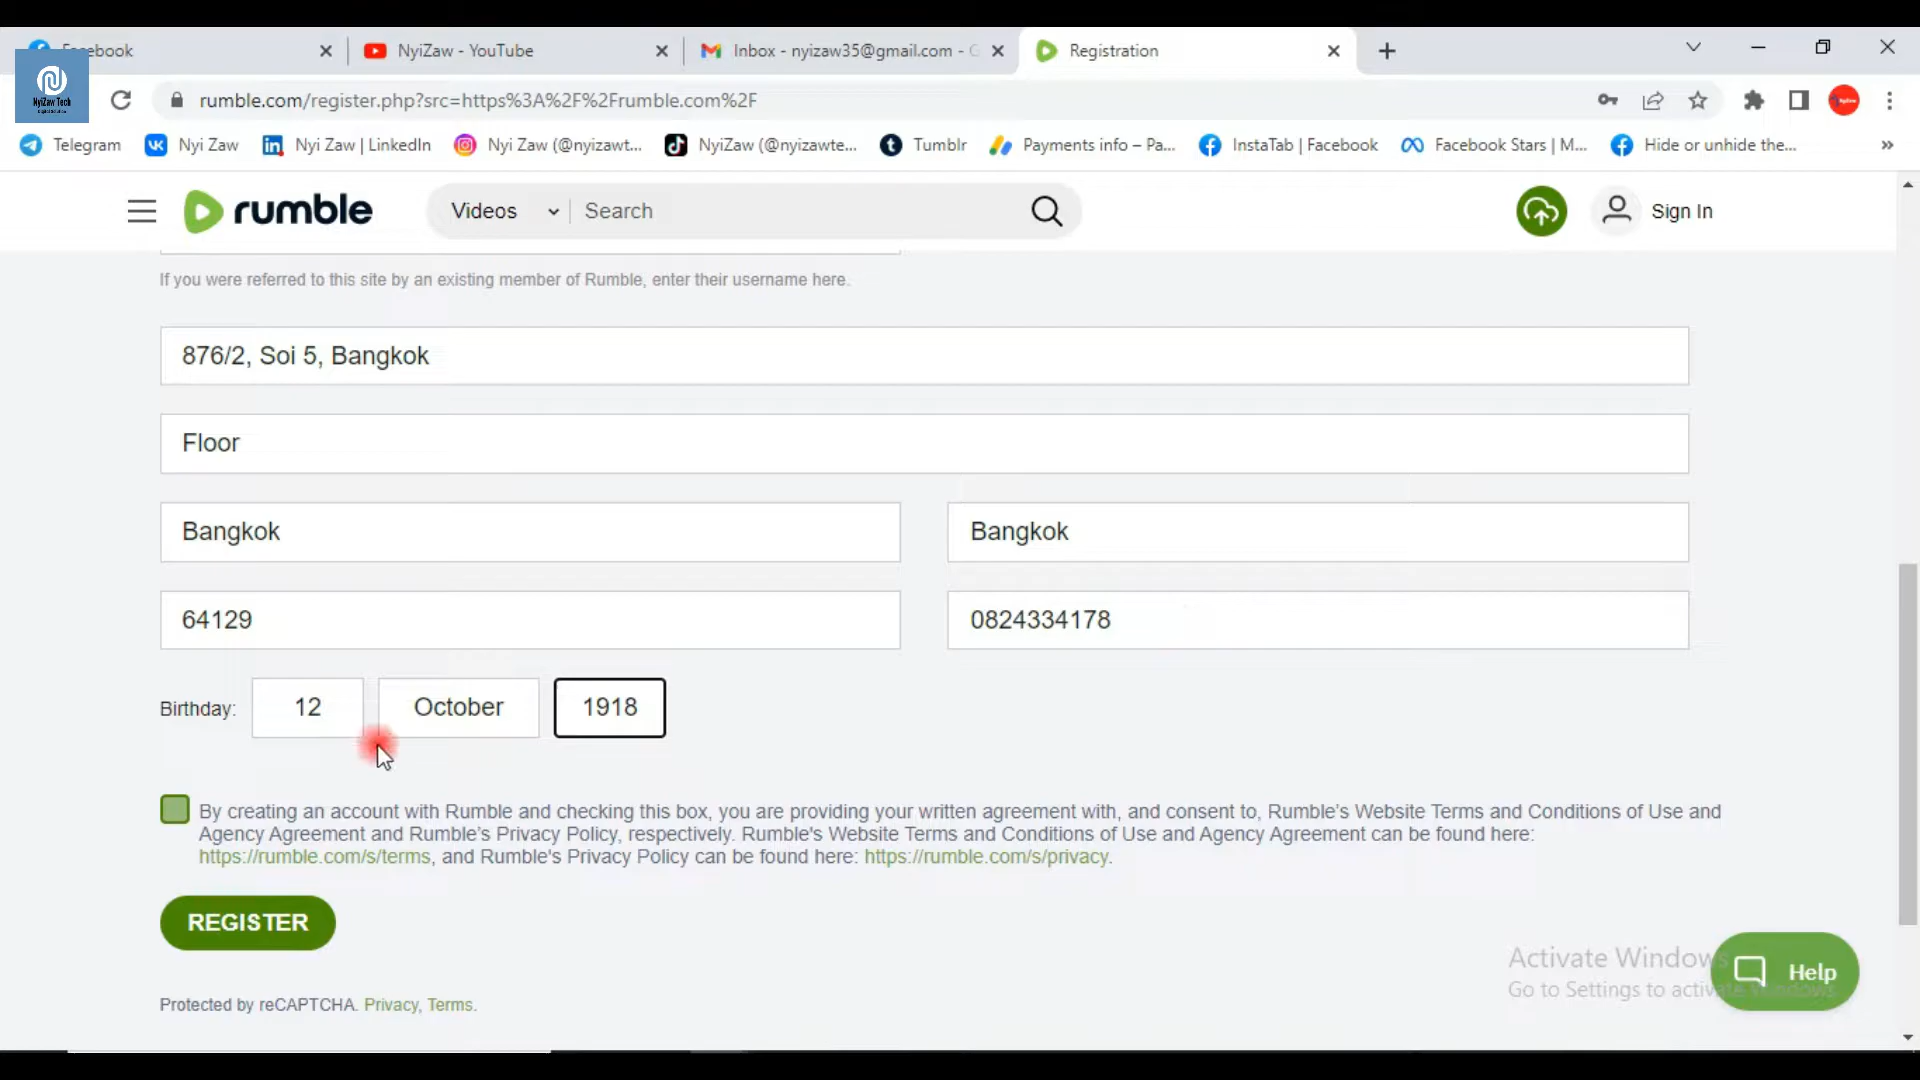 Facebook
NyiZaw - YouTube
Inbox - nyizaw35@gmail.com - G
Registration
NyiZaw Tech
rumble.com/register.php?src=https%3A%2F%2Frumble.com%2F
Telegram
Nyi Zaw
Nyi Zaw | LinkedIn
Nyi Zaw (@nyizawt...
NyiZaw (@nyizawte...
Tumblr
Payments info – Pa...
InstaTab | Facebook
Facebook Stars | M...
Hide or unhide the...
rumble
Videos
Search
Sign In
If you were referred to this site by an existing member of Rumble, enter their username here.
876/2, Soi 5, Bangkok
Floor
Bangkok
Bangkok
64129
0824334178
Birthday: 12 October 1918
By creating an account with Rumble and checking this box, you are providing your written agreement with, and consent to, Rumble's Website Terms and Conditions of Use and
Agency Agreement and Rumble's Privacy Policy, respectively. Rumble's Website Terms and Conditions of Use and Agency Agreement can be found here:
https://rumble.com/s/terms, and Rumble's Privacy Policy can be found here: https://rumble.com/s/privacy.
REGISTER
Activate Windows
Go to Settings to activate Windows.
Help
Protected by reCAPTCHA. Privacy, Terms.